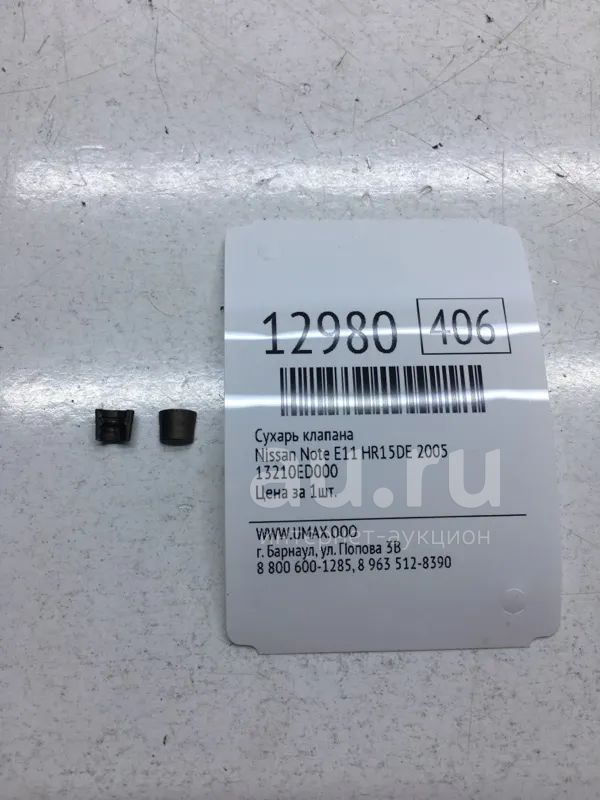 12980 406
Сухарь клапана
Nissan Note E11 HR15DE 2005
13210ED000
Цена за 1шт.
au.ru
интернет-аукцион
WWW.UMAX.OOO
г. Барнаул, ул. Попова 3В
8 800 600-1285, 8 963 512-8390